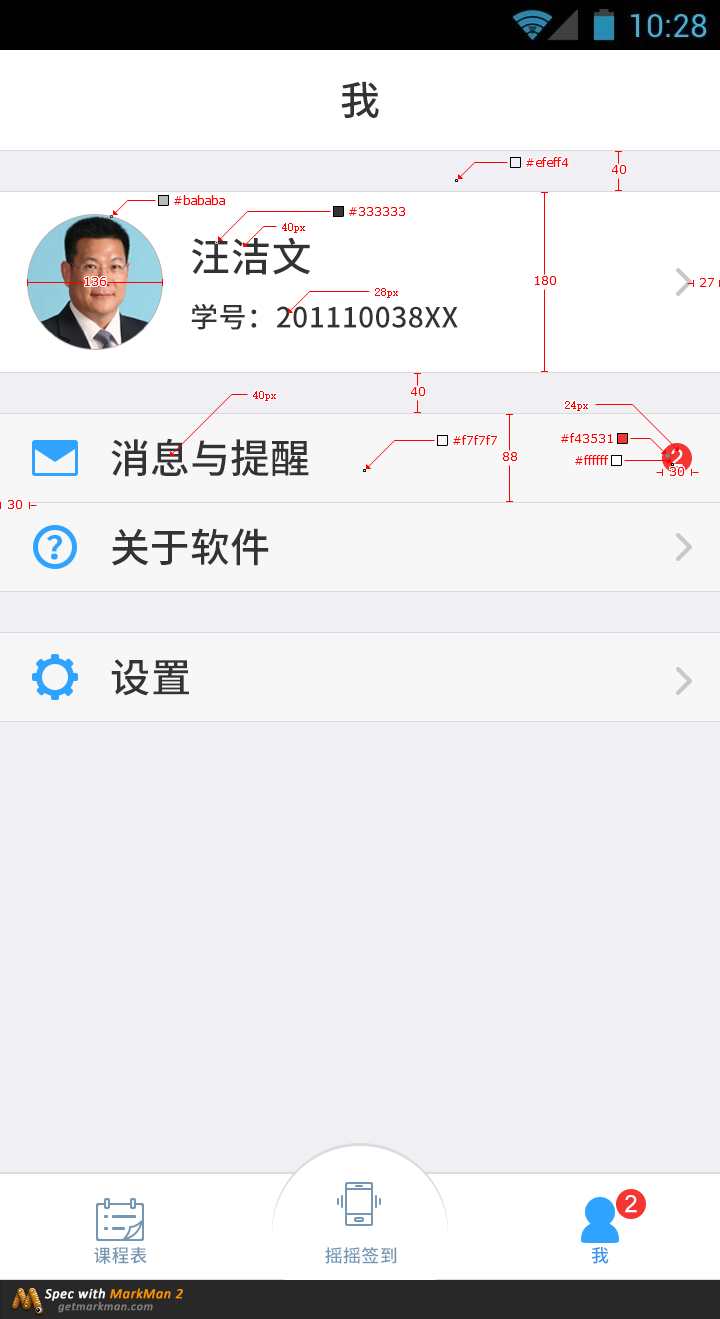 10:28
我
#efeff4
40
#bababa
#333333
40px
汪洁文
136
180
27
28px
学号：201110038XX
40
40px
24px
#f7f7f7
#f43531
消息与提醒
88
#ffffff
2
30
30
关于软件
设置
2
课程表
摇摇签到
我
Spec with MarkMan 2
getmarkman.com